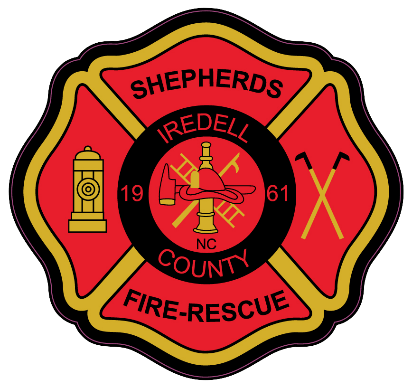 SHEPHERDS
IREDELL
19 61
NC
COUNTY
FIRE-RESCUE